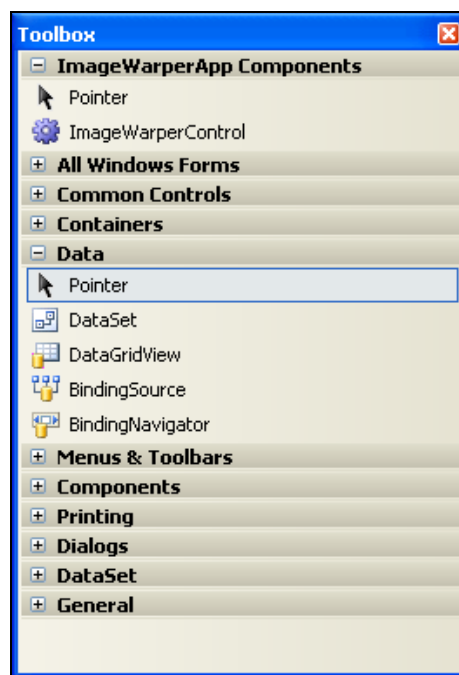 Toolbox
ImageWarperApp Components
Pointer
ImageWarperControl
All Windows Forms
Common Controls
Containers
Data
Pointer
DataSet
DataGridView
BindingSource
BindingNavigator
Menus & Toolbars
Components
Printing
Dialogs
DataSet
General